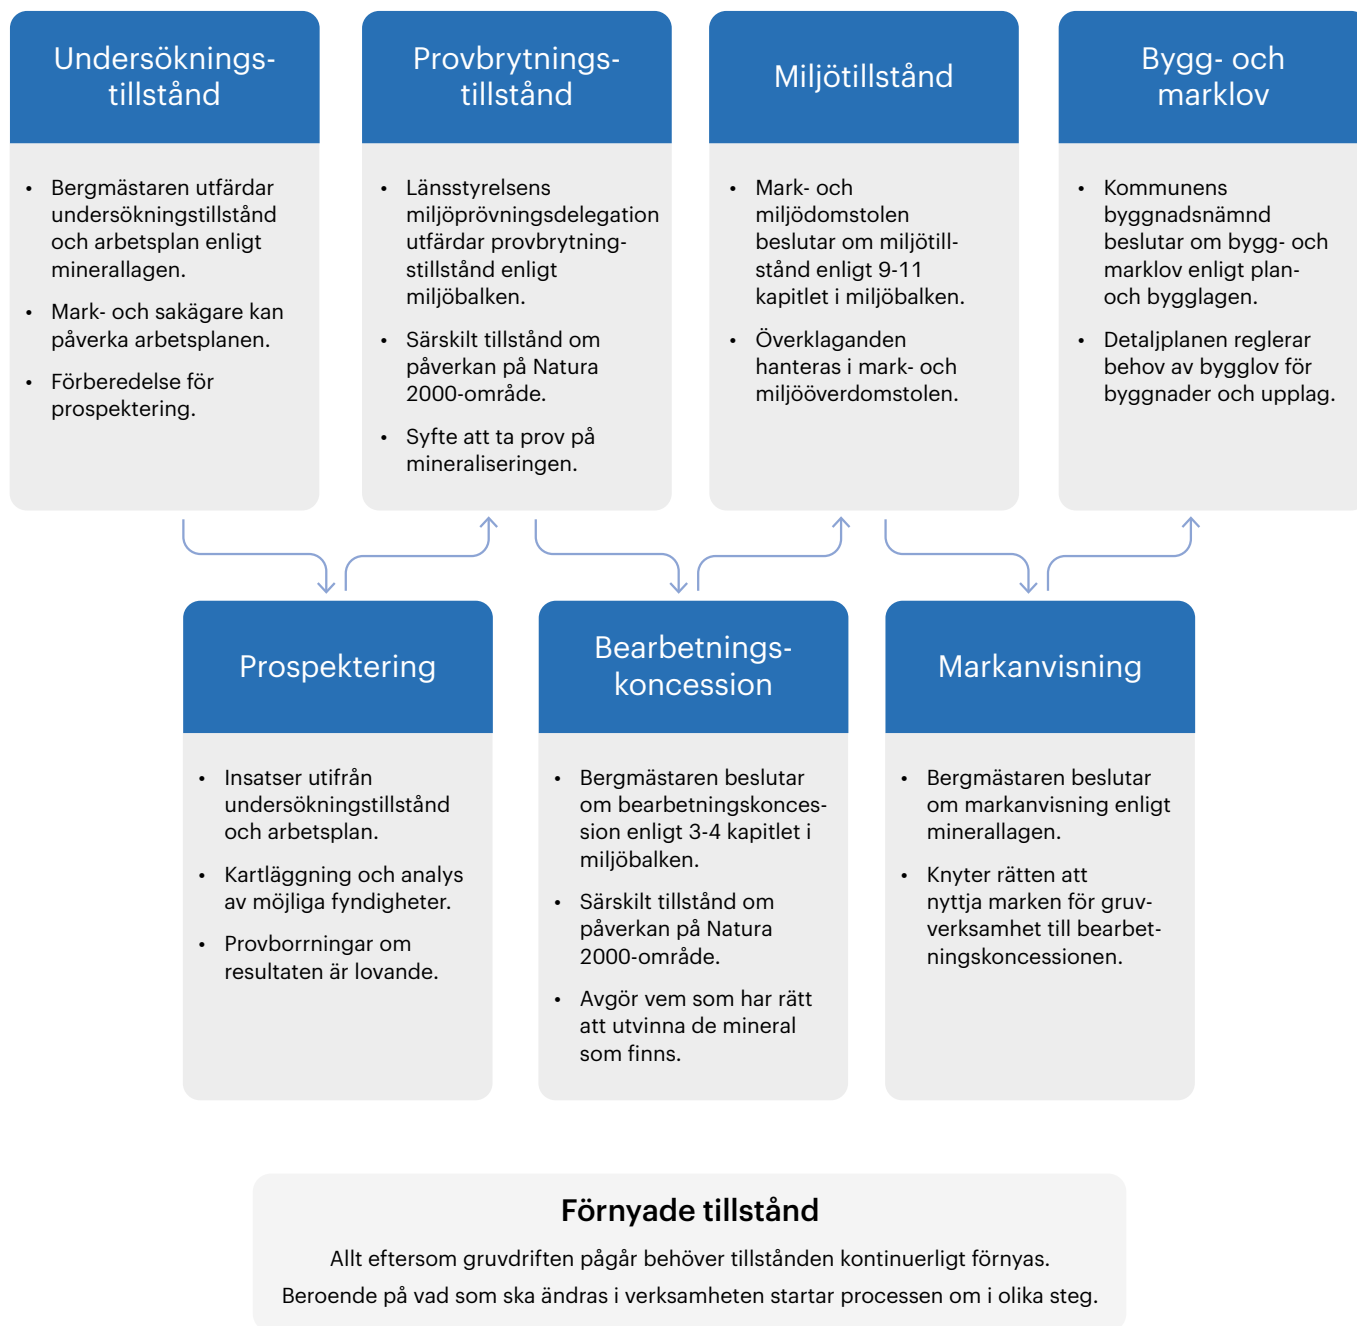 Undersöknings-
tillstånd
• Bergmästaren utfärdar
undersökningstillstånd
och arbetsplan enligt
minerallagen.
• Mark- och sakägare kan
påverka arbetsplanen.
• Förberedelse för
prospektering.
Provbrytnings-
tillstånd
• Länsstyrelsens
miljöprövningsdelegation
utfärdar provbrytning-
stillstånd enligt
miljöbalken.
• Särskilt tillstånd om
påverkan på Natura
2000-område.
• Syfte att ta prov på
mineraliseringen.
Miljötillstånd
• Mark- och
miljödomstolen
beslutar om miljötill-
stånd enligt 9-11
kapitlet i miljöbalken.
• Överklaganden
hanteras i mark- och
miljööverdomstolen.
Bygg- och
marklov
• Kommunens
byggnadsnämnd
beslutar om bygg- och
marklov enligt plan-
och bygglagen.
• Detaljplanen reglerar
behov av bygglov för
byggnader och upplag.
Prospektering
• Insatser utifrån
undersökningstillstånd
och arbetsplan.
• Kartläggning och analys
av möjliga fyndigheter.
• Provborrningar om
resultaten är lovande.
Bearbetnings-
koncession
• Bergmästaren beslutar
om bearbetningskonces-
sion enligt 3-4 kapitlet i
miljöbalken.
• Särskilt tillstånd om
påverkan på Natura
2000-område.
• Avgör vem som har rätt
att utvinna de mineral
som finns.
Markanvisning
• Bergmästaren beslutar
om markanvisning enligt
minerallagen.
• Knyter rätten att
nyttja marken för gruv-
verksamhet till bearbet-
ningskoncessionen.
Förnyade tillstånd
Allt eftersom gruvdriften pågår behöver tillstånden kontinuerligt förnyas.
Beroende på vad som ska ändras i verksamheten startar processen om i olika steg.